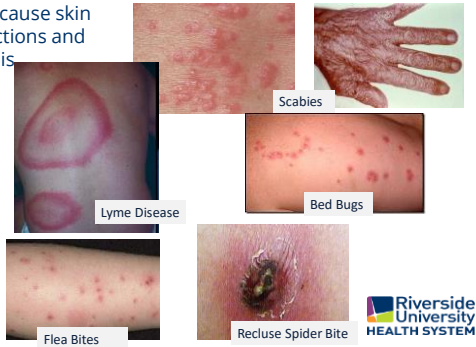 cause skin
ctions and
is
Scabies
Lyme Disease
Bed Bugs
Flea Bites
Recluse Spider Bite
Riverside
University
HEALTH SYSTEM